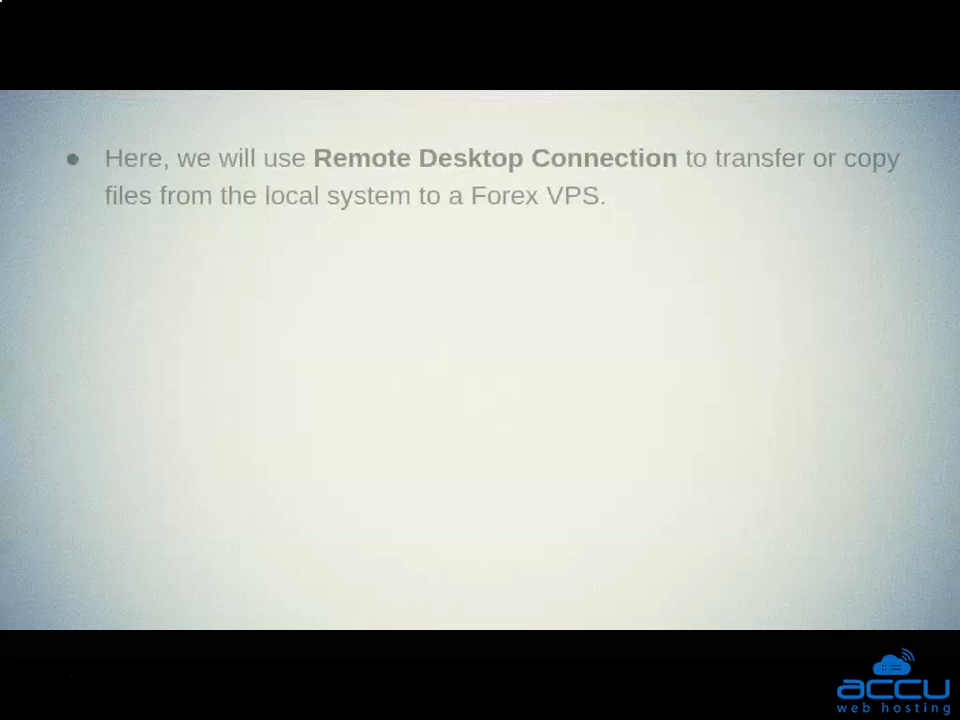 ● Here, we will use Remote Desktop Connection to transfer or copy
files from the local system to a Forex VPS.
accu
web hosting